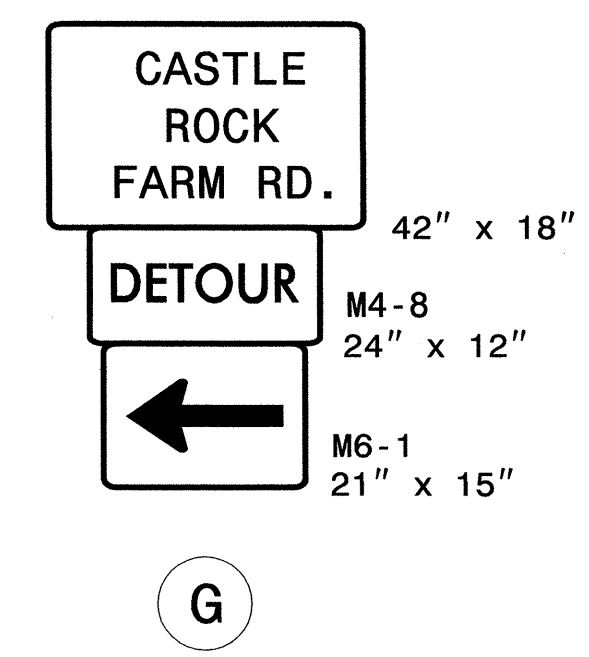 CASTLE
ROCK
FARM RD.
42" x 18"
DETOUR
M4-8
24" x 12"
M6-1
21" x 15"
G